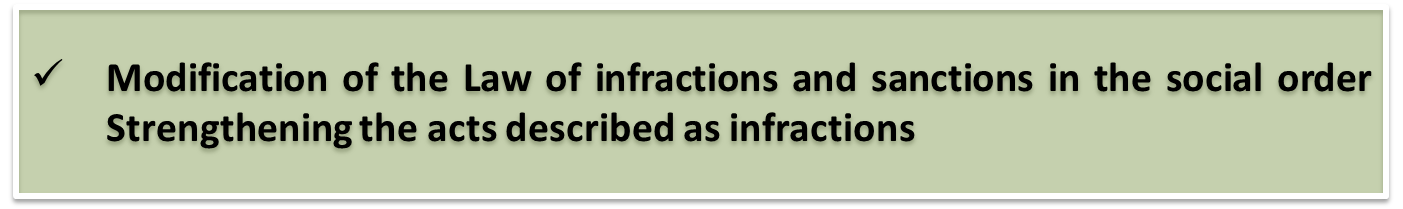 ✓ Modification of the Law of infractions and sanctions in the social order
Strengthening the acts described as infractions